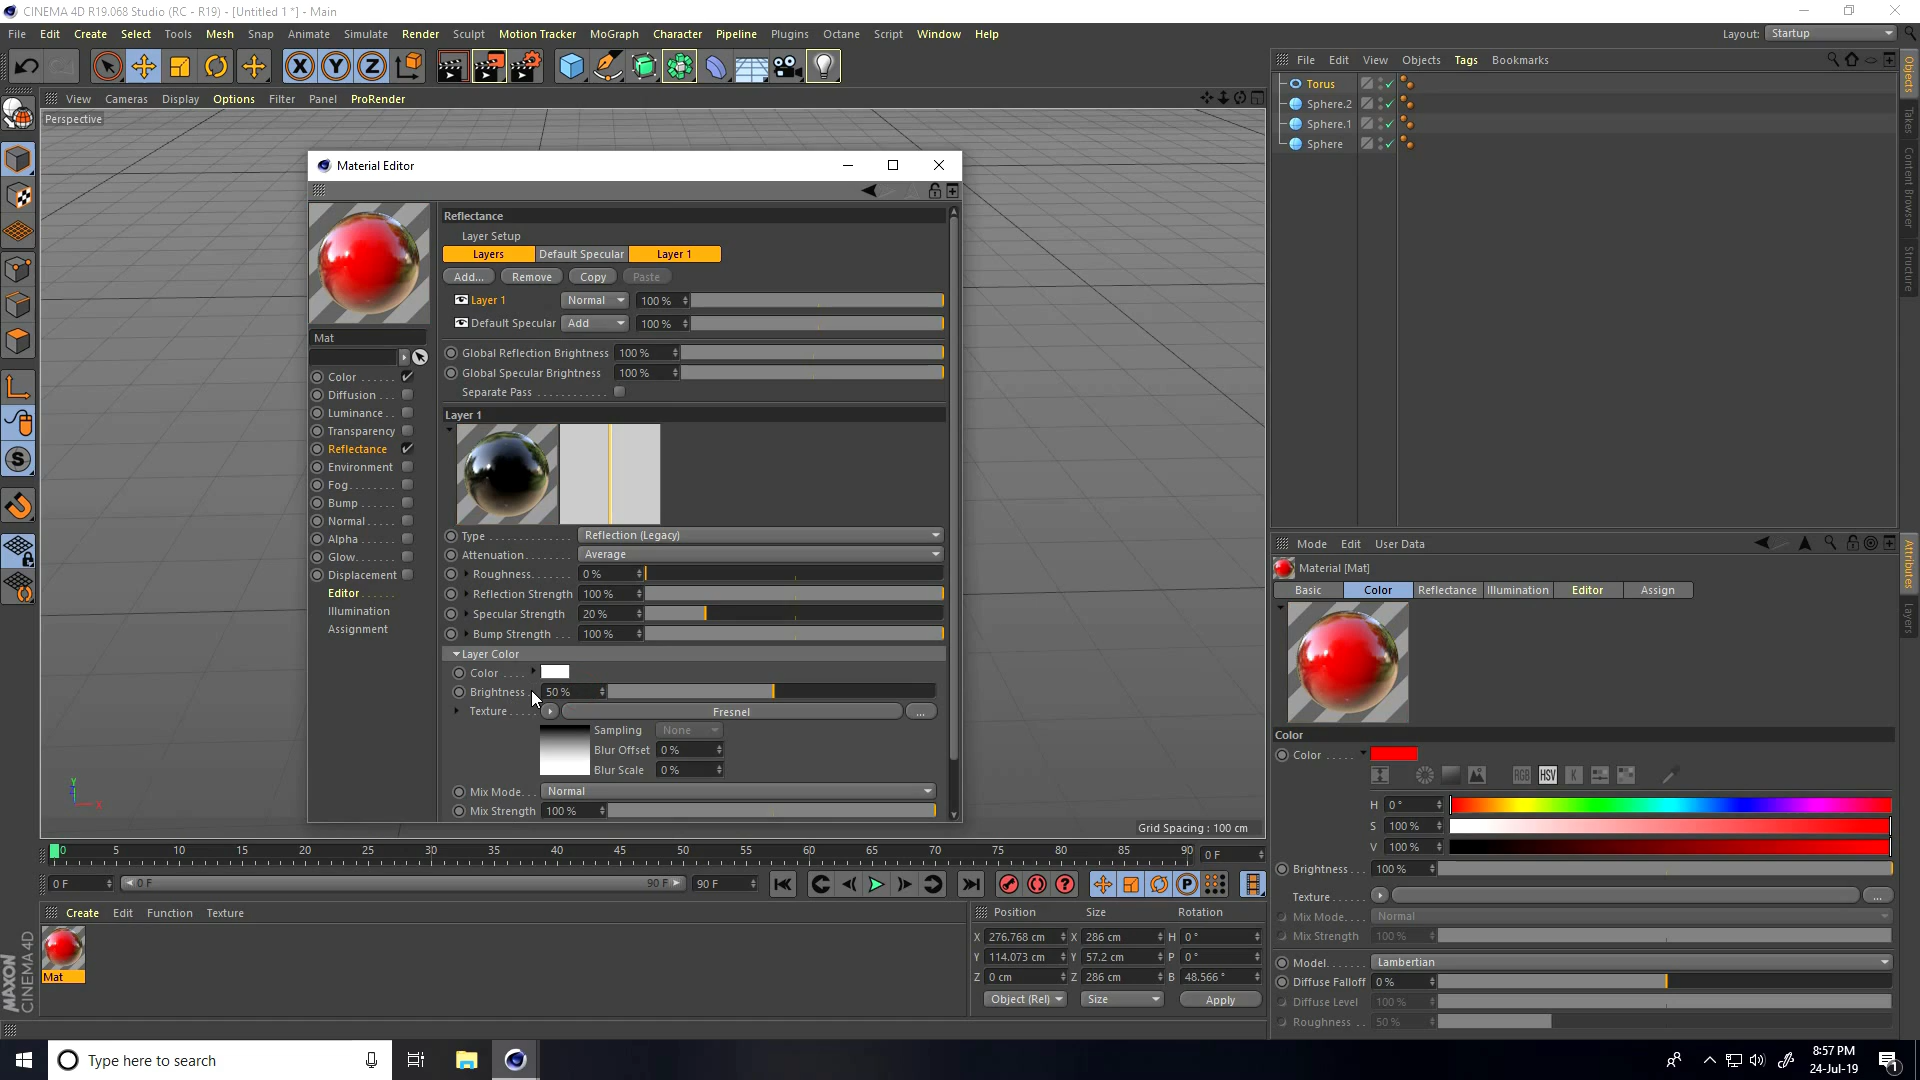 CINEMA 4D R19.068 Studio (RC - R19) - [Untitled 1 *] - Main
File Edit Create Select Tools Mesh Snap Animate Simulate Render Sculpt Motion Tracker MoGraph Character Pipeline Plugins Octane Script Window Help
Layout: Startup
View Cameras Display Options Filter Panel ProRender
File Edit View Objects Tags Bookmarks
Perspective
Torus
Sphere.2
Sphere.1
Sphere
Objects
Takes
Content Browser
Structure
Material Editor
Mat
Color
Diffusion
Luminance
Transparency
Reflectance
Environment
Fog
Bump
Normal
Alpha
Glow
Displacement
Editor
Illumination
Assignment
Reflectance
Layer Setup
Layers Default Specular Layer 1
Add... Remove Copy Paste
Layer 1 Normal 100 %
Default Specular Add 100 %
Global Reflection Brightness 100 %
Global Specular Brightness 100 %
Separate Pass
Layer 1
Type Reflection (Legacy)
Attenuation Average
Roughness 0 %
Reflection Strength 100 %
Specular Strength 20 %
Bump Strength 100 %
Layer Color
Color
Brightness 50 %
Texture Fresnel ...
Sampling None
Blur Offset 0 %
Blur Scale 0 %
Mix Mode Normal
Mix Strength 100 %
Y
X
Grid Spacing : 100 cm
Mode Edit User Data
Material [Mat]
Basic Color Reflectance Illumination Editor Assign
Color
Color
RGB HSV K
H 0 °
S 100 %
V 100 %
Brightness 100 %
Texture ...
Mix Mode Normal
Mix Strength 100 %
Model Lambertian
Diffuse Falloff 0 %
Diffuse Level 100 %
Roughness 50 %
Attributes
Layers
0 5 10 15 20 25 30 35 40 45 50 55 60 65 70 75 80 85 90 0 F
0 F 0 F 90 F 90 F
Create Edit Function Texture
Mat
MAXON
CINEMA 4D
Position Size Rotation
X 276.768 cm X 286 cm H 0 °
Y 114.073 cm Y 57.2 cm P 0 °
Z 0 cm Z 286 cm B 48.566 °
Object (Rel) Size Apply
Type here to search
8:57 PM
24-Jul-19
1